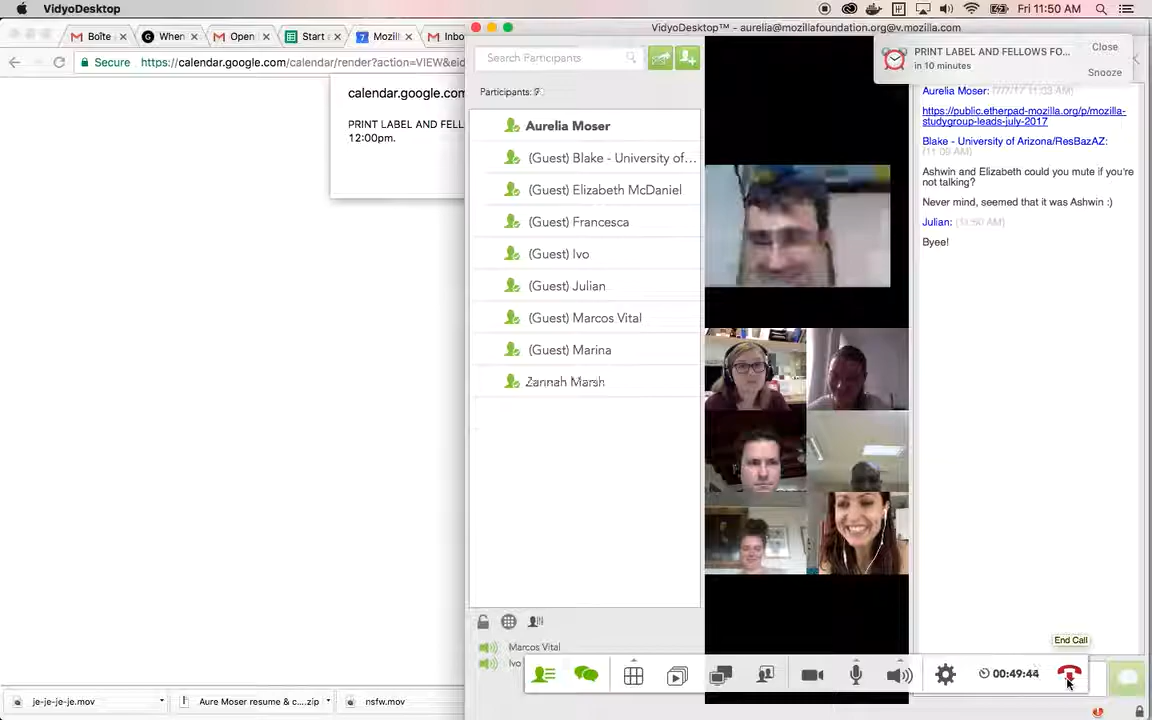 VidyoDesktop
Fri 11:50 AM
Boîte
When
Open
Start
Mozill
Inbo
VidyoDesktop™ - aurelia@mozillafoundation.org@v.mozilla.com
Secure
https://calendar.google.com/calendar/render?action=VIEW&eid
Search Participants
PRINT LABEL AND FELLOWS FO...
in 10 minutes
Close
Snooze
calendar.google.com
PRINT LABEL AND FELL
12:00pm.
Participants:
Aurelia Moser
(Guest) Blake - University of...
(Guest) Elizabeth McDaniel
(Guest) Francesca
(Guest) Ivo
(Guest) Julian
(Guest) Marcos Vital
(Guest) Marina
Zannah Marsh
Aurelia Moser:
https://public.etherpad-mozilla.org/p/mozilla-
studygroup-leads-july-2017
Blake - University of Arizona/ResBazAZ:
Ashwin and Elizabeth could you mute if you're
not talking?
Never mind, seemed that it was Ashwin :)
Julian:
Byee!
End Call
Marcos Vital
Ivo
00:49:44
je-je-je-je.mov
Aure Moser resume & c....zip
nsfw.mov